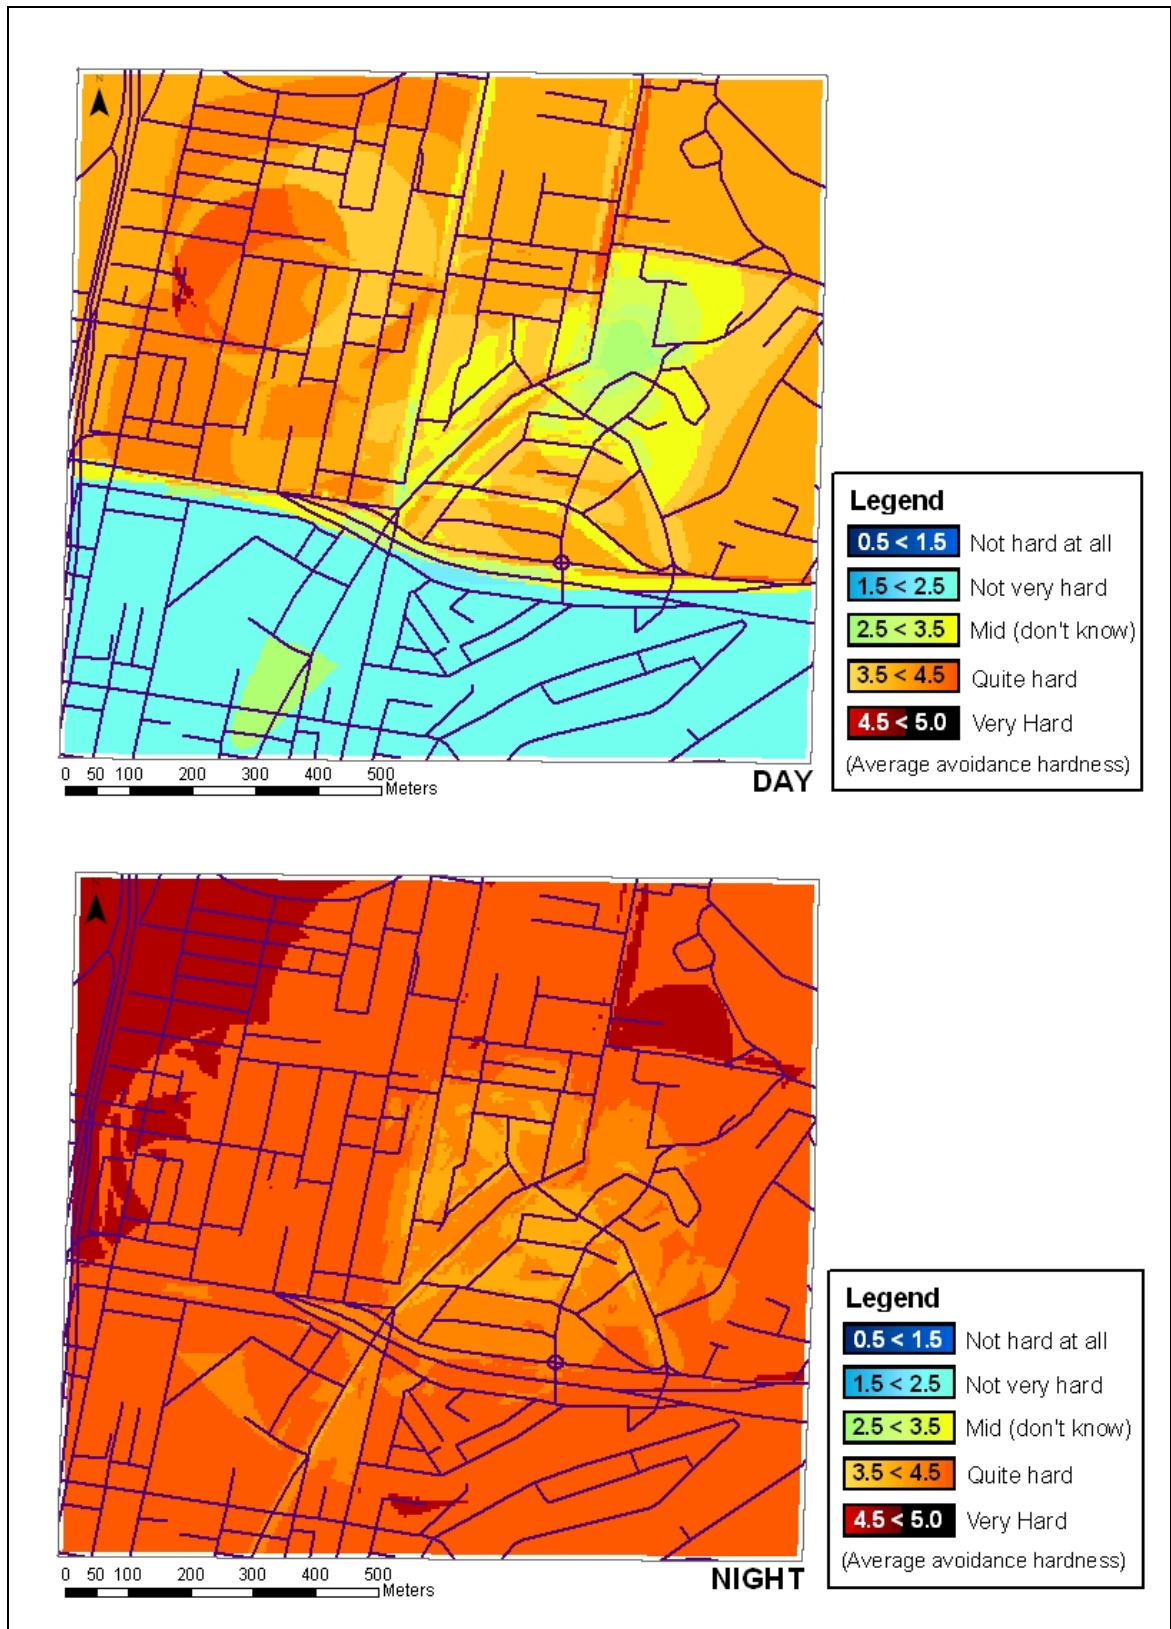 N
Legend
0.5 < 1.5 Not hard at all
1.5 < 2.5 Not very hard
2.5 < 3.5 Mid (don't know)
3.5 < 4.5 Quite hard
4.5 < 5.0 Very Hard
(Average avoidance hardness)
0 50 100 200 300 400 500
Meters
DAY
N
Legend
0.5 < 1.5 Not hard at all
1.5 < 2.5 Not very hard
2.5 < 3.5 Mid (don't know)
3.5 < 4.5 Quite hard
4.5 < 5.0 Very Hard
(Average avoidance hardness)
0 50 100 200 300 400 500
Meters
NIGHT